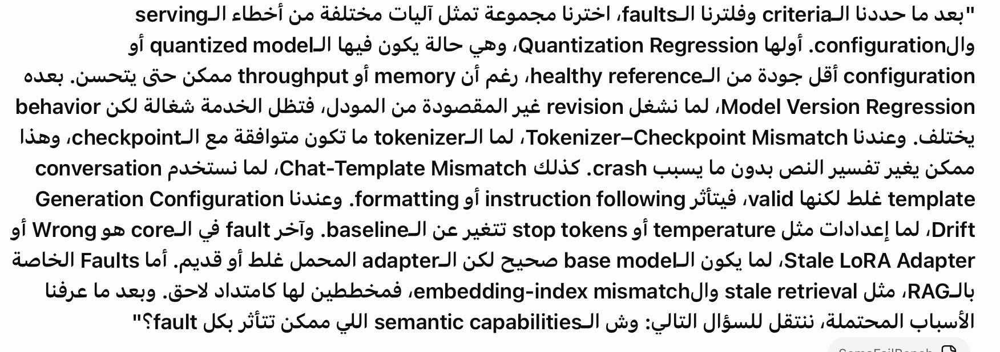 "بعد ما حددنا الـcriteria وفلترنا الـfaults، اخترنا مجموعة تمثل آليات مختلفة من أخطاء الـserving
والconfiguration. أولها Quantization Regression، وهي حالة يكون فيها الـquantized model أو
configuration أقل جودة من الـhealthy reference، رغم أن memory أو throughput ممكن حتى يتحسن. بعده
Model Version Regression، لما نشغل revision غير المقصودة من المودل، فتظل الخدمة شغالة لكن behavior
يختلف. وعندنا Tokenizer–Checkpoint Mismatch، لما الـtokenizer ما تكون متوافقة مع الـcheckpoint، وهذا
ممكن يغير تفسير النص بدون ما يسبب crash. كذلك Chat-Template Mismatch، لما نستخدم conversation
template غلط لكنها valid، فيتأثر instruction following أو formatting. وعندنا Generation Configuration
Drift، لما إعدادات مثل temperature أو stop tokens تتغير عن الـbaseline. وآخر fault في الـcore هو Wrong أو
Stale LoRA Adapter، لما يكون الـbase model صحيح لكن الـadapter المحمل غلط أو قديم. أما Faults الخاصة
بالـRAG، مثل stale retrieval والembedding-index mismatch، فمخططين لها كامتداد لاحق. وبعد ما عرفنا
الأسباب المحتملة، ننتقل للسؤال التالي: وش الـsemantic capabilities اللي ممكن تتأثر بكل fault؟"